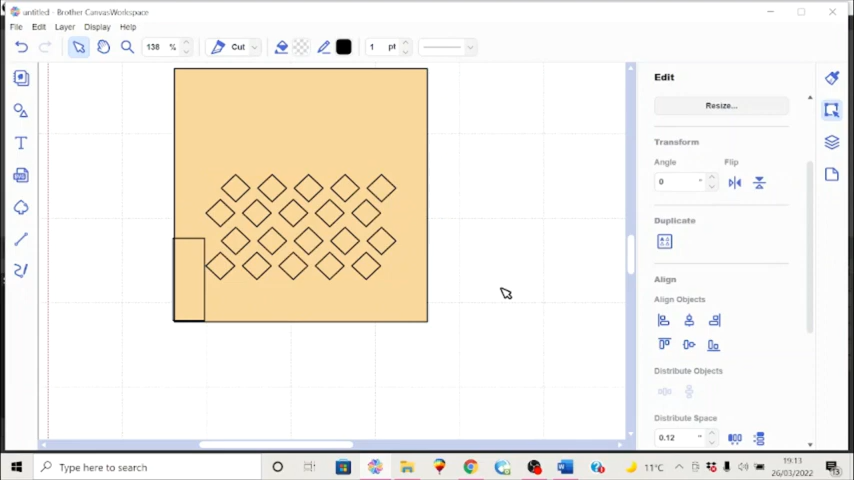 untitled - Brother CanvasWorkspace
File Edit Layer Display Help
138 % Cut 1 pt
Edit
Resize...
Transform
Angle Flip
0 °
Duplicate
Align
Align Objects
Distribute Objects
Distribute Space
0.12 "
Type here to search
11°C
19:13
26/03/2022